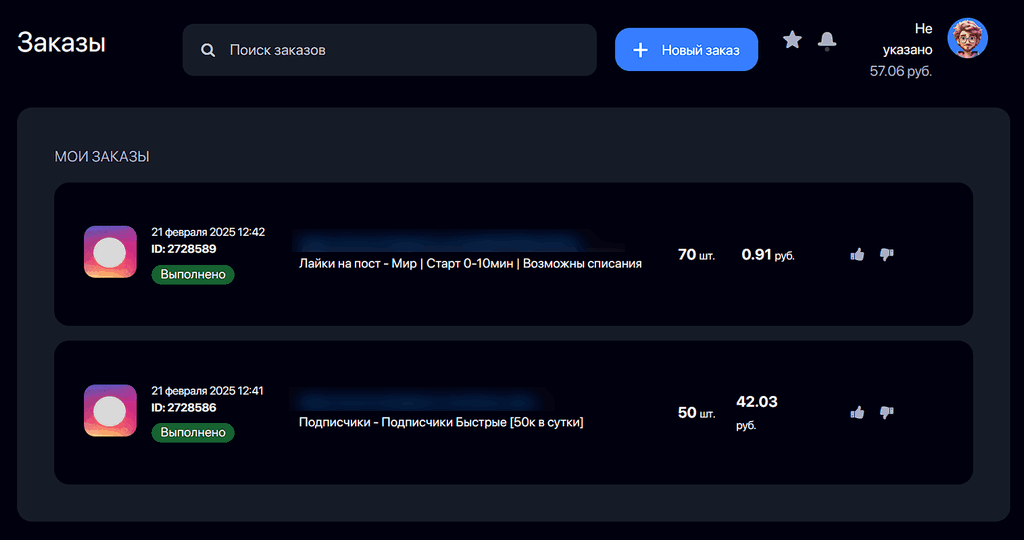 Заказы
Поиск заказов
Новый заказ
Не
указано
57.06 руб.
МОИ ЗАКАЗЫ
21 февраля 2025 12:42
ID: 2728589
Выполнено
Лайки на пост - Мир | Старт 0-10мин | Возможны списания
70 шт.
0.91 руб.
21 февраля 2025 12:41
ID: 2728586
Выполнено
Подписчики - Подписчики Быстрые [50к в сутки]
50 шт.
42.03
руб.